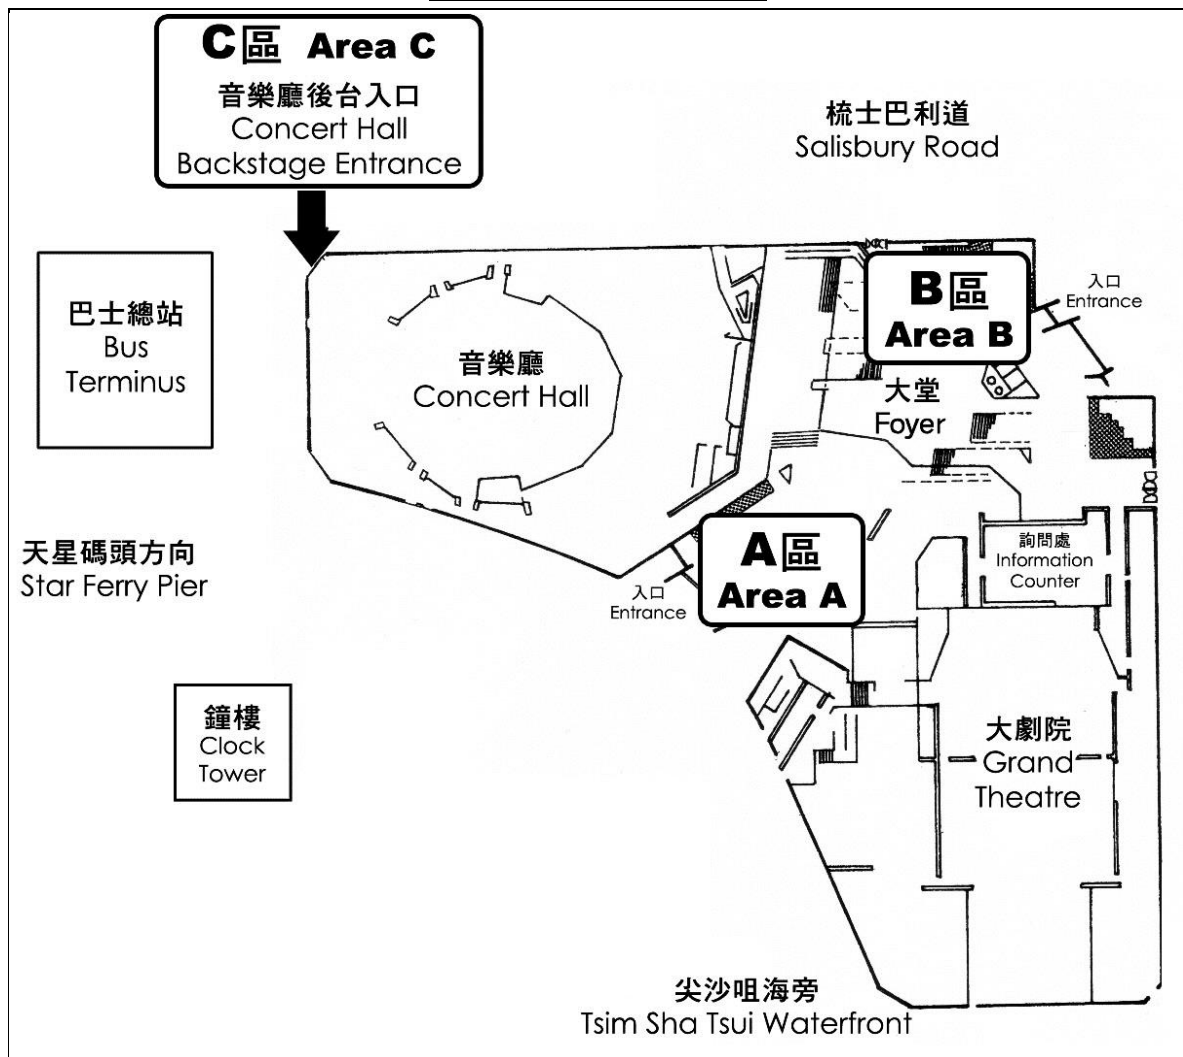 C區 Area C
音樂廳後台入口
Concert Hall
Backstage Entrance
梳士巴利道
Salisbury Road
巴士總站
Bus
Terminus
音樂廳
Concert Hall
B區
Area B
入口
Entrance
大堂
Foyer
天星碼頭方向
Star Ferry Pier
A區
Area A
入口
Entrance
詢問處
Information
Counter
鐘樓
Clock
Tower
大劇院
Grand
Theatre
尖沙咀海旁
Tsim Sha Tsui Waterfront